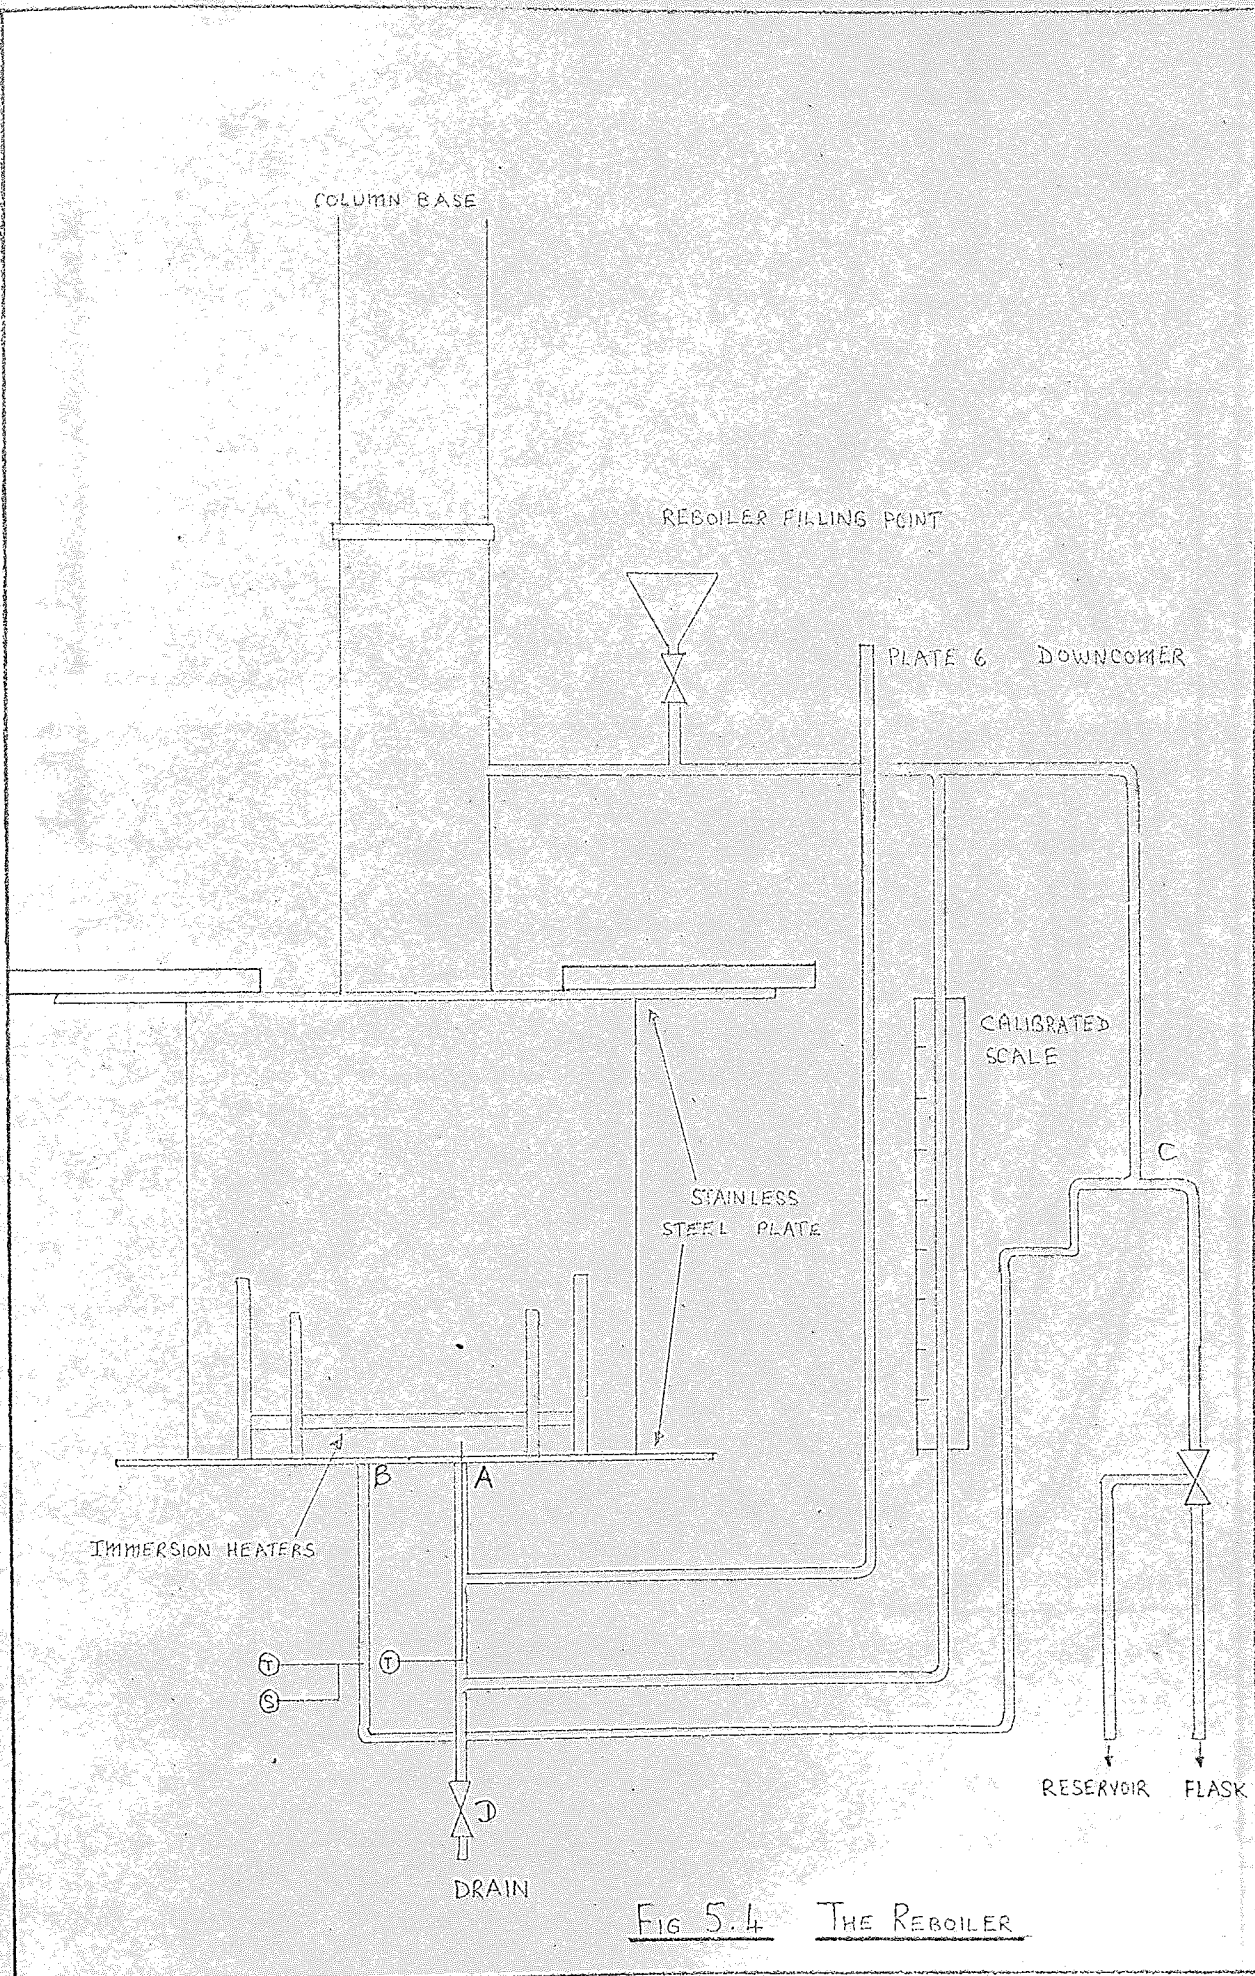 COLUMN BASE
REBOILER FILLING POINT
PLATE 6 DOWNCOMER
CALIBRATED
SCALE
C
STAINLESS
STEEL PLATE
B
A
IMMERSION HEATERS
T
T
S
RESERVOIR
FLASK
D
DRAIN
FIG 5.4 THE REBOILER